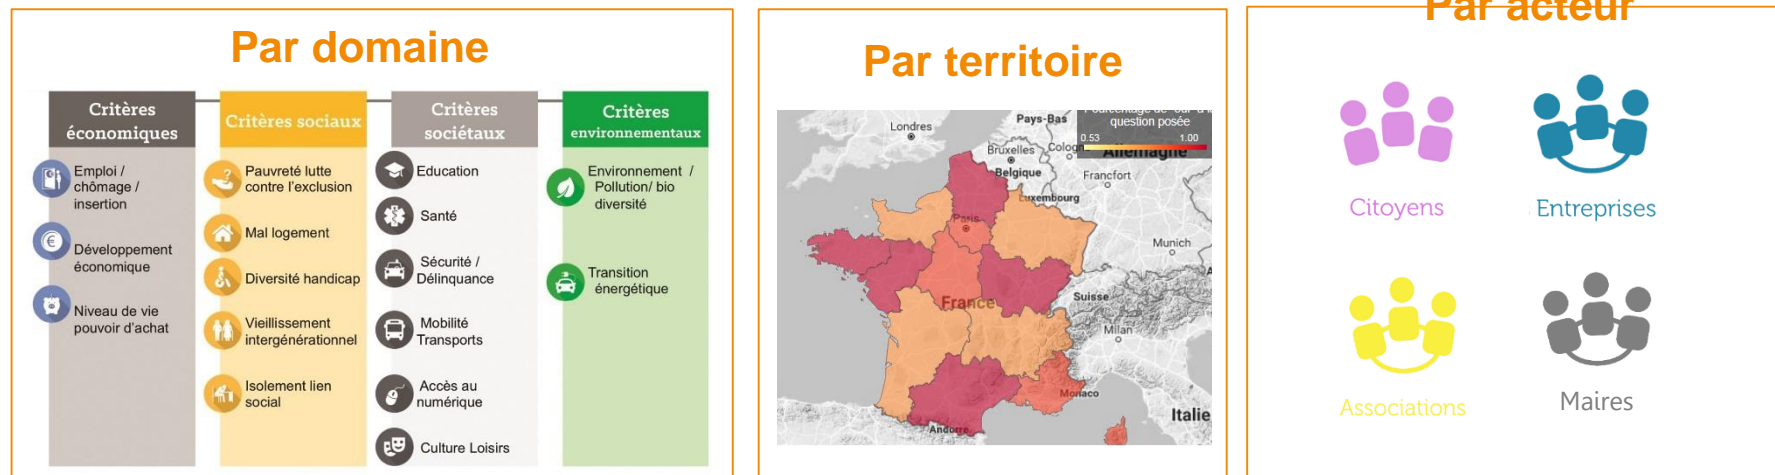 Par domaine
Critères
économiques
Emploi /
chômage /
insertion
Développement
économique
Niveau de vie
pouvoir d'achat
Critères sociaux
Pauvreté lutte
contre l'exclusion
Mal logement
Diversité handicap
Vieillissement
intergénérationnel
Isolement lien
social
Critères
sociétaux
Education
Santé
Sécurité /
Délinquance
Mobilité
Transports
Accès au
numérique
Culture Loisirs
Critères
environnementaux
Environnement /
Pollution/ bio
diversité
Transition
énergétique
Par territoire
question posée
0.53 1.00
Londres
Pays-Bas
Bruxelles
Allemagne
Belgique
Francfort
Luxembourg
Paris
Munich
France
Suisse
Milan
Monaco
Italie
Andorre
Par acteur
Citoyens
Entreprises
Associations
Maires